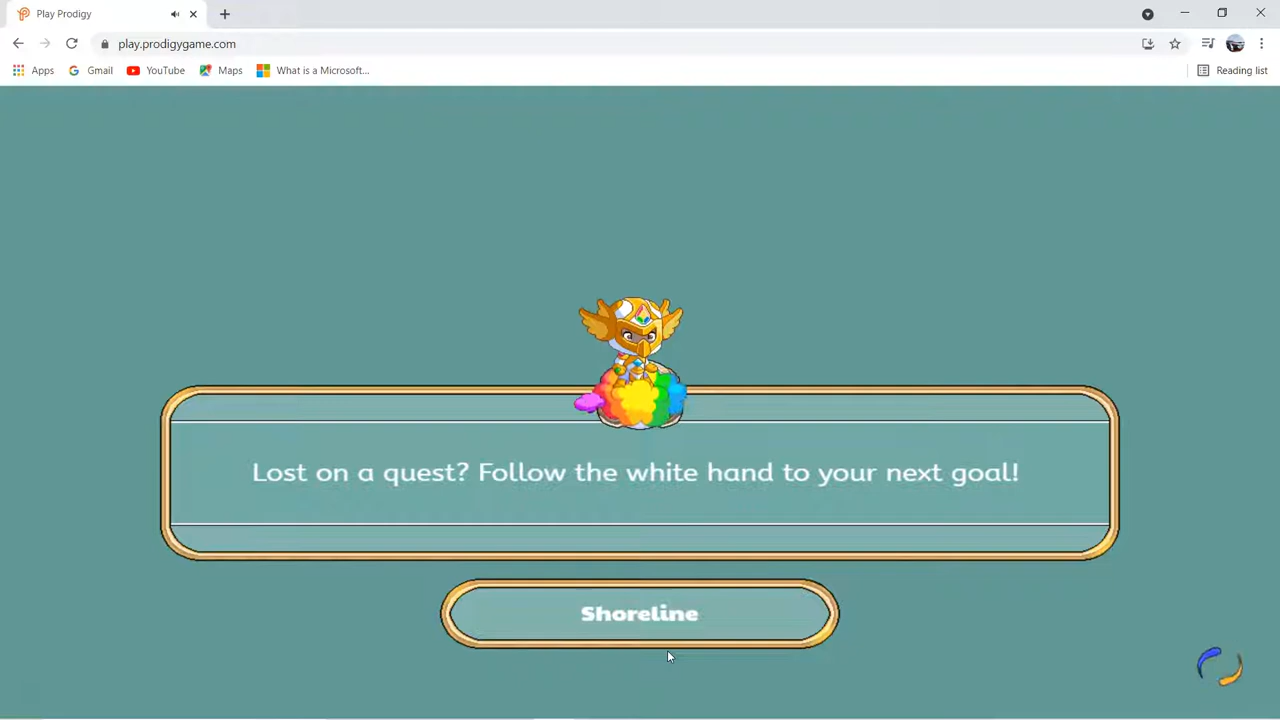 Play Prodigy
play.prodigygame.com
Apps
Gmail
YouTube
Maps
What is a Microsoft...
Reading list
Lost on a quest? Follow the white hand to your next goal!
Shoreline